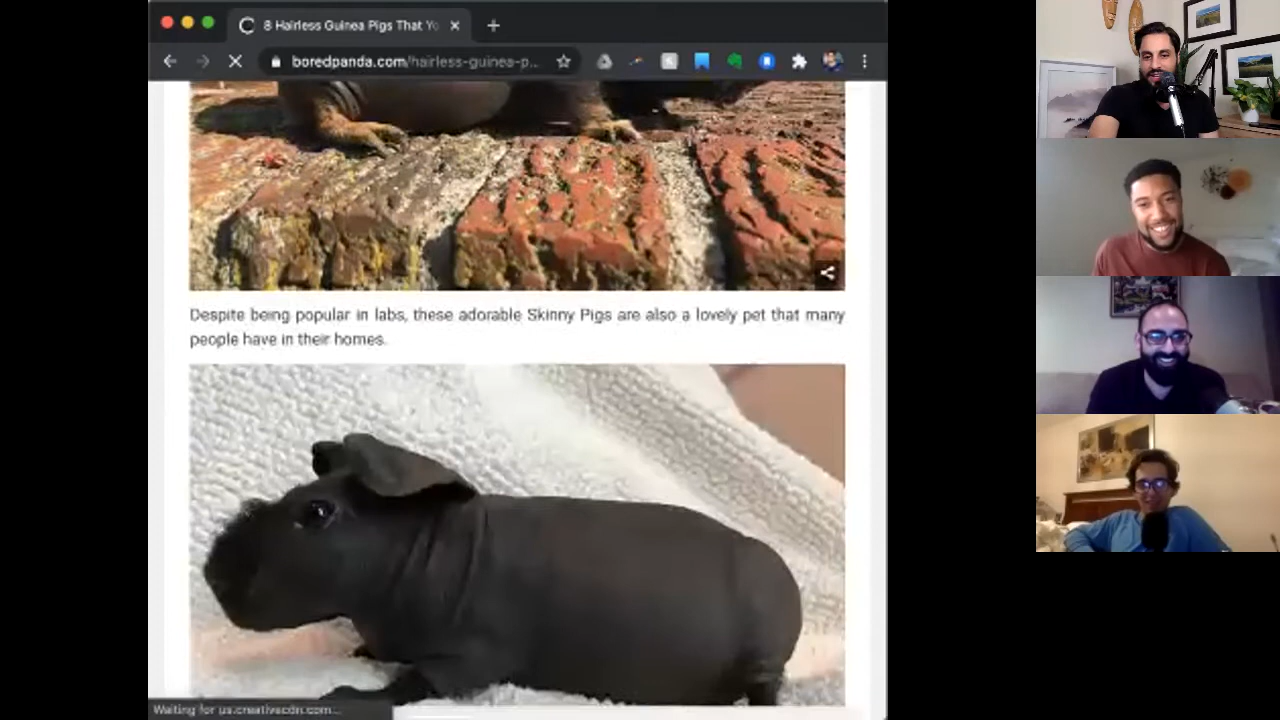 8 Hairless Guinea Pigs That Yo
boredpanda.com/hairless-guinea-p...
Despite being popular in labs, these adorable Skinny Pigs are also a lovely pet that many
people have in their homes.
Waiting for us.creativecdn.com...